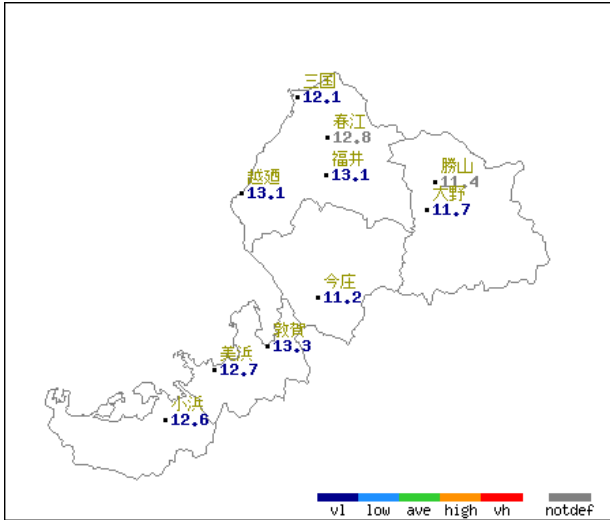 三国
12.1
春江
12.8
福井
13.1
勝山
11.4
越廼
13.1
大野
11.7
今庄
11.2
敦賀
13.3
美浜
12.7
小浜
12.6
vl low ave high vh notdef